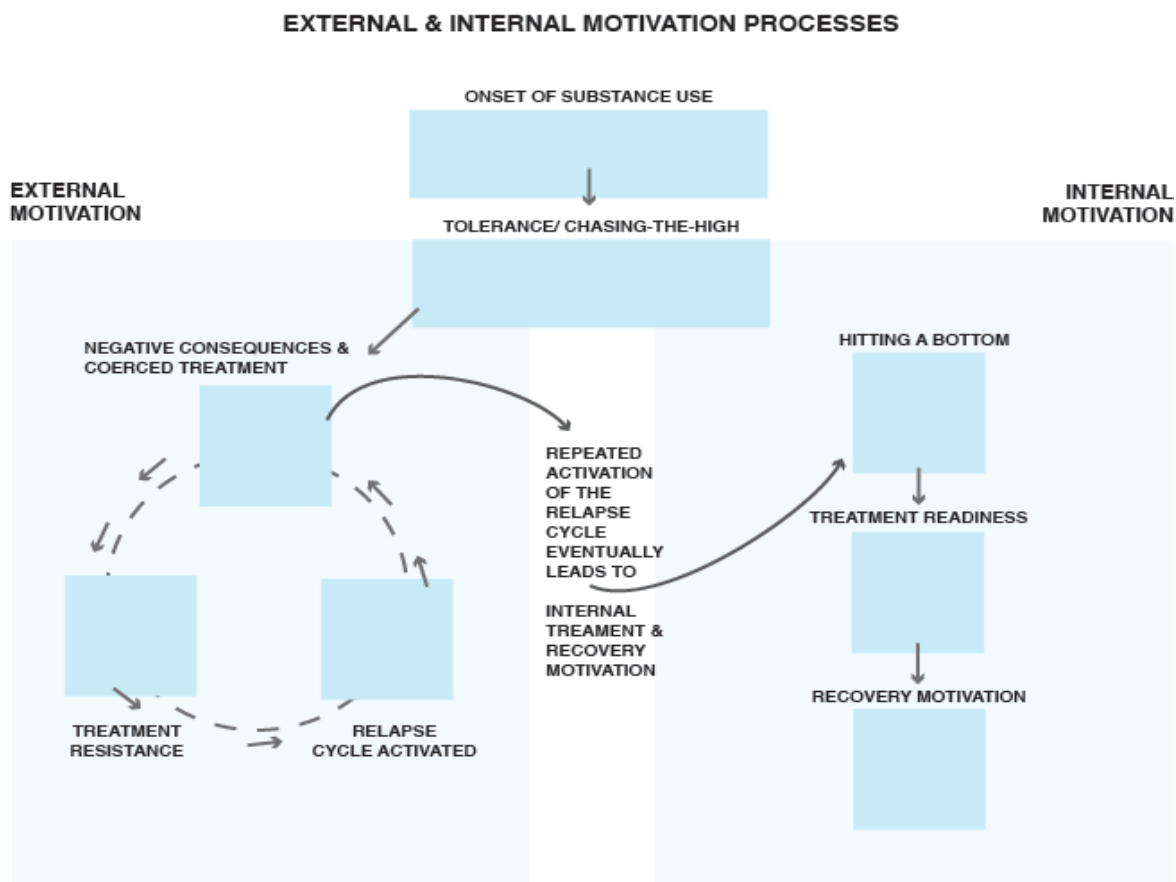 EXTERNAL & INTERNAL MOTIVATION PROCESSES
ONSET OF SUBSTANCE USE
EXTERNAL
MOTIVATION
INTERNAL
MOTIVATION
TOLERANCE/ CHASING-THE-HIGH
NEGATIVE CONSEQUENCES &
COERCED TREATMENT
TREATMENT
RESISTANCE
RELAPSE
CYCLE ACTIVATED
REPEATED
ACTIVATION
OF THE
RELAPSE
CYCLE
EVENTUALLY
LEADS TO
INTERNAL
TREAMENT &
RECOVERY
MOTIVATION
HITTING A BOTTOM
TREATMENT READINESS
RECOVERY MOTIVATION